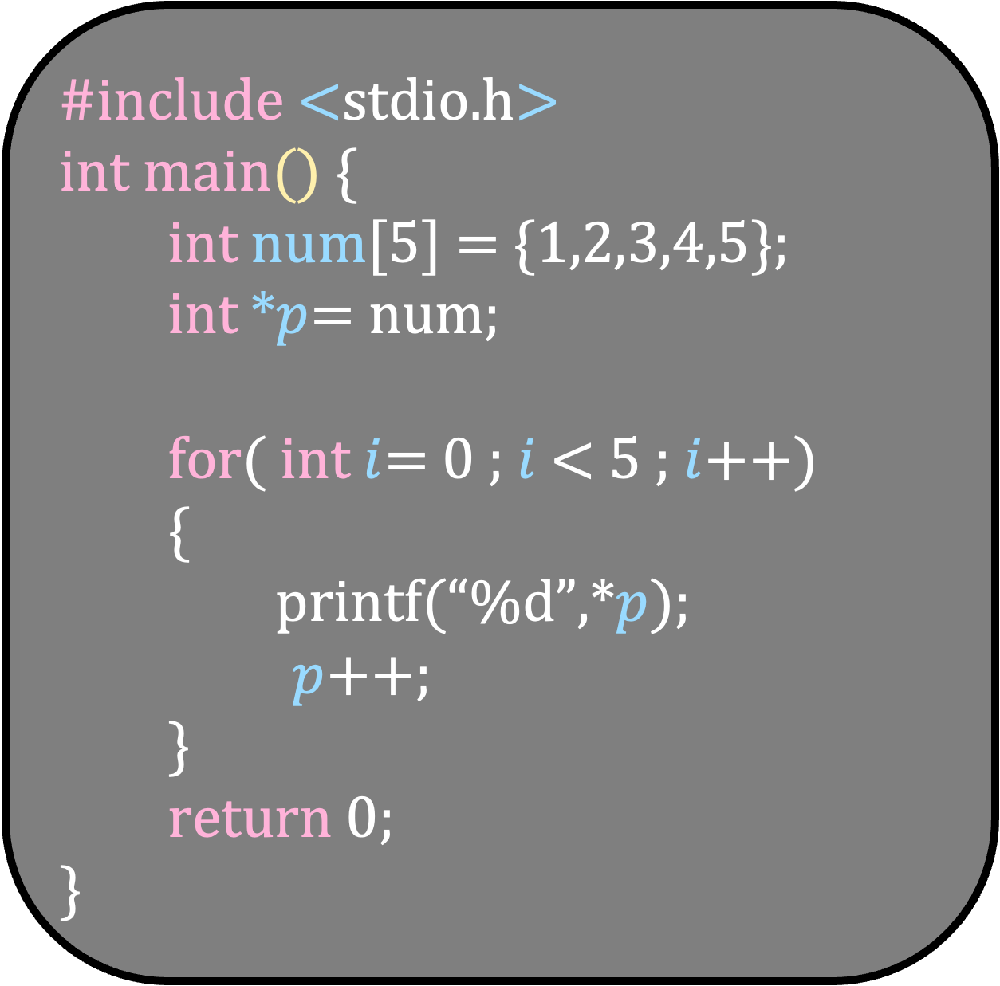 #include <stdio.h>
int main() {
int num[5] = {1,2,3,4,5};
int *p= num;
for( int i= 0 ; i < 5 ; i++)
{
printf(“%d”,*p);
p++;
}
return 0;
}